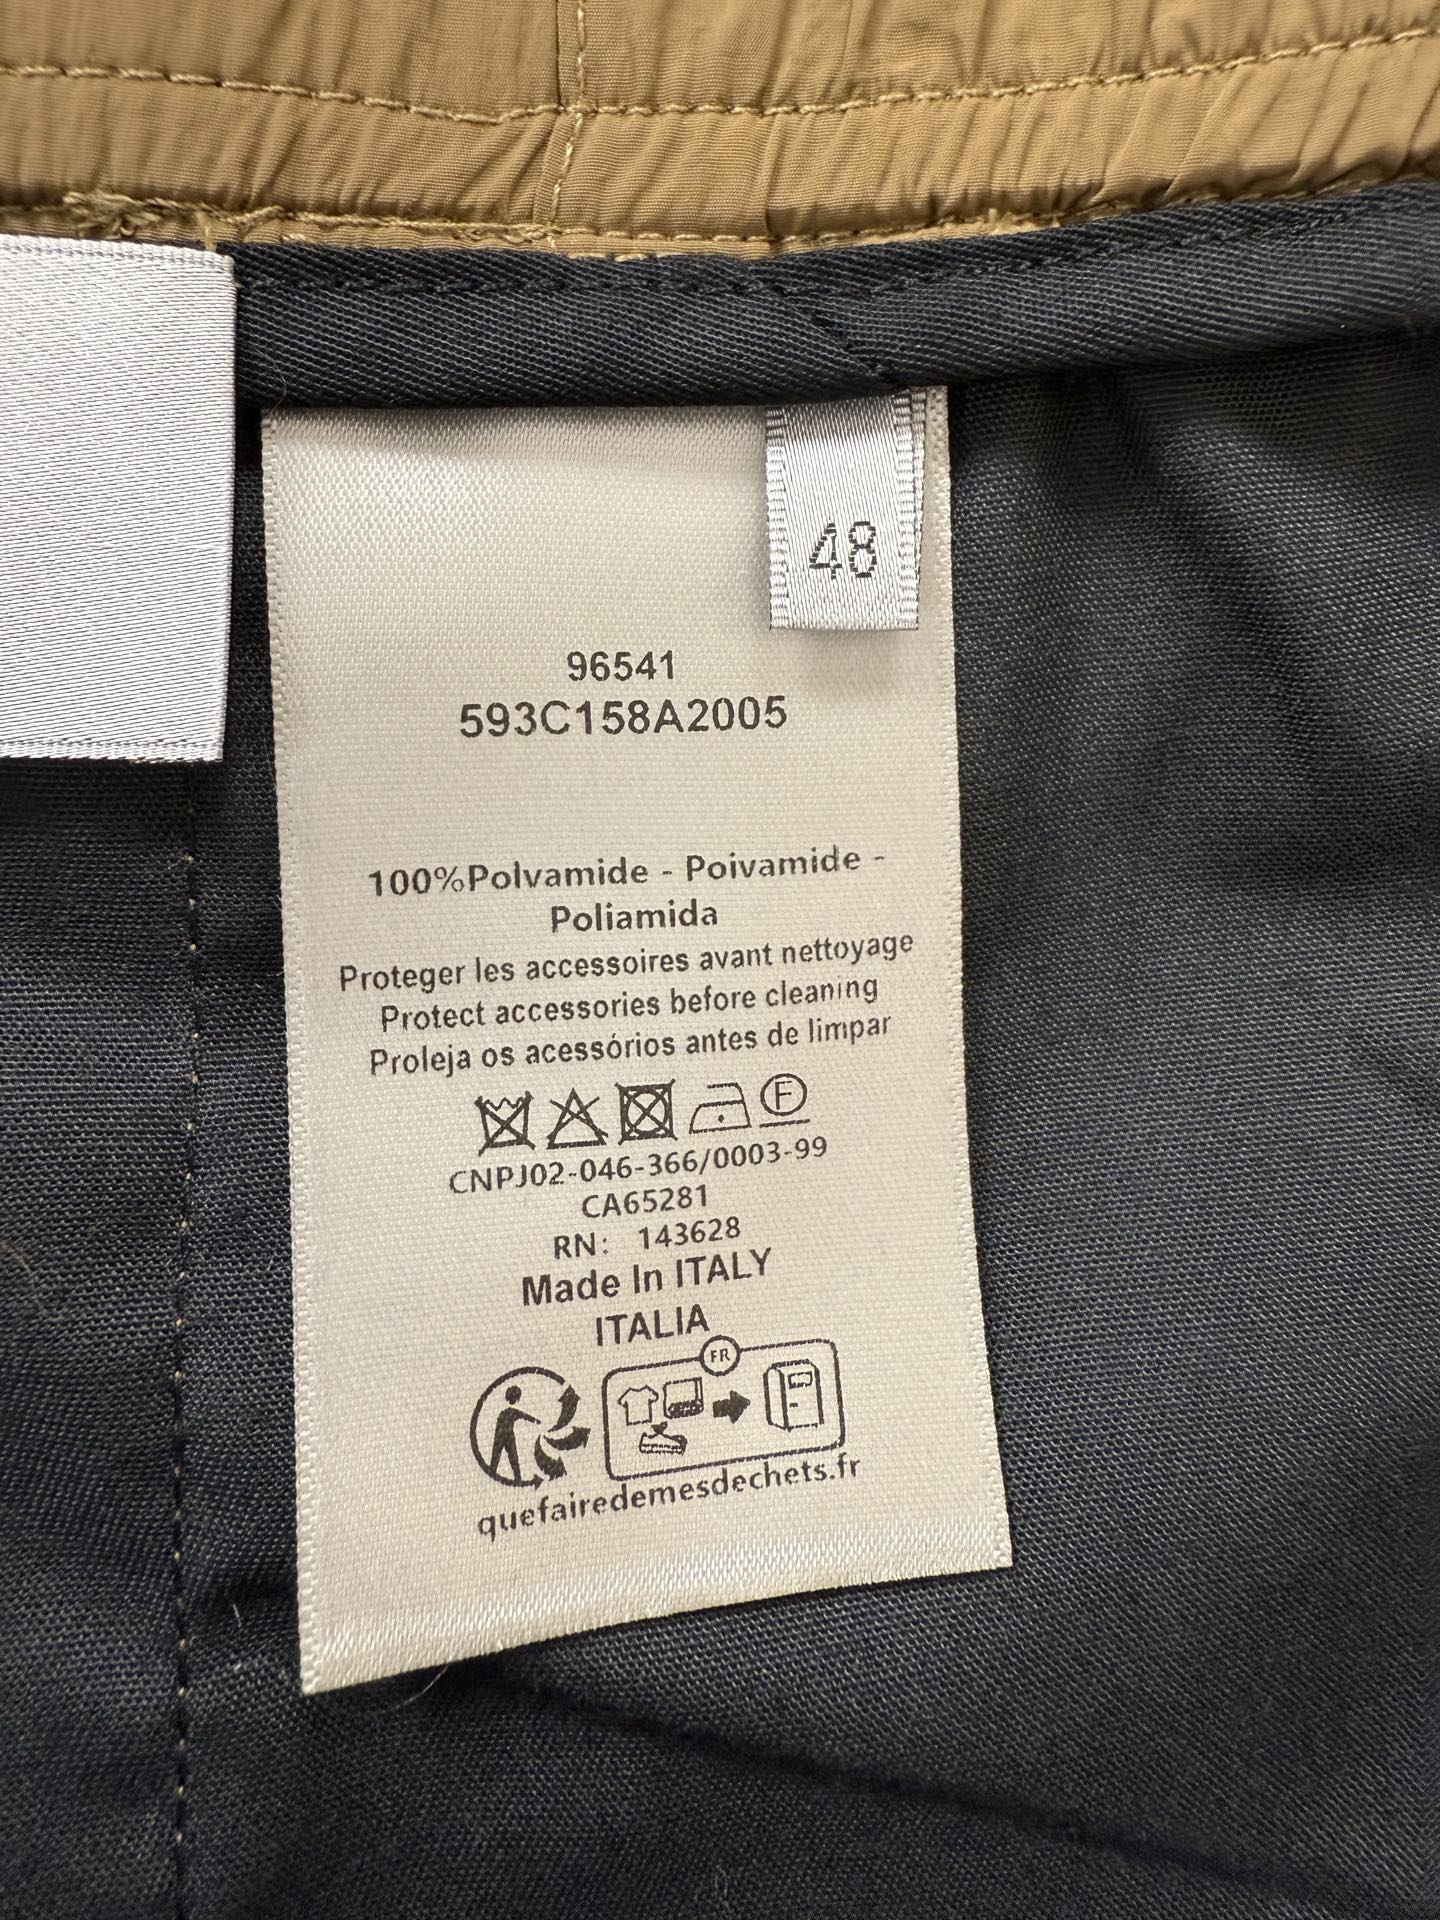 48
96541
593C158A2005
100%Polvamide - Poivamide -
Poliamida
Proteger les accessoires avant nettoyage
Protect accessories before cleaning
Proleja os acessórios antes de limpar
F
CNPJ02-046-366/0003-99
CA65281
RN: 143628
Made In ITALY
ITALIA
FR
quefairedemesdechets.fr